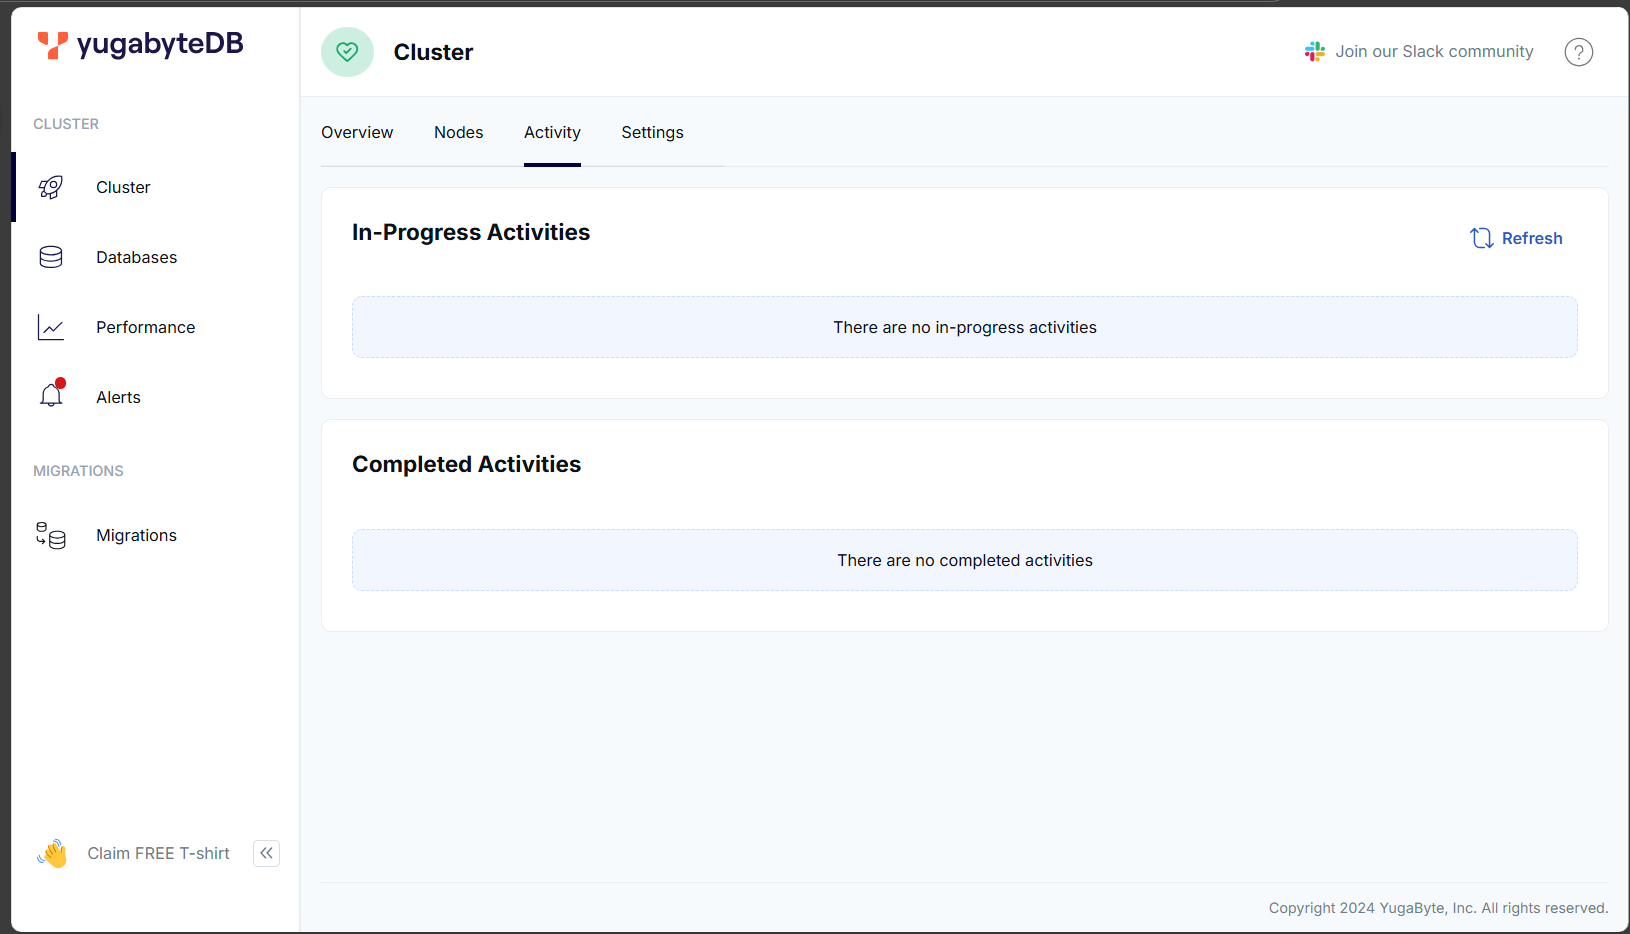 yugabyteDB
Cluster
Join our Slack community
?
CLUSTER
Cluster
Databases
Performance
Alerts
MIGRATIONS
Migrations
Claim FREE T-shirt
Overview Nodes Activity Settings
In-Progress Activities
Refresh
There are no in-progress activities
Completed Activities
There are no completed activities
Copyright 2024 YugaByte, Inc. All rights reserved.